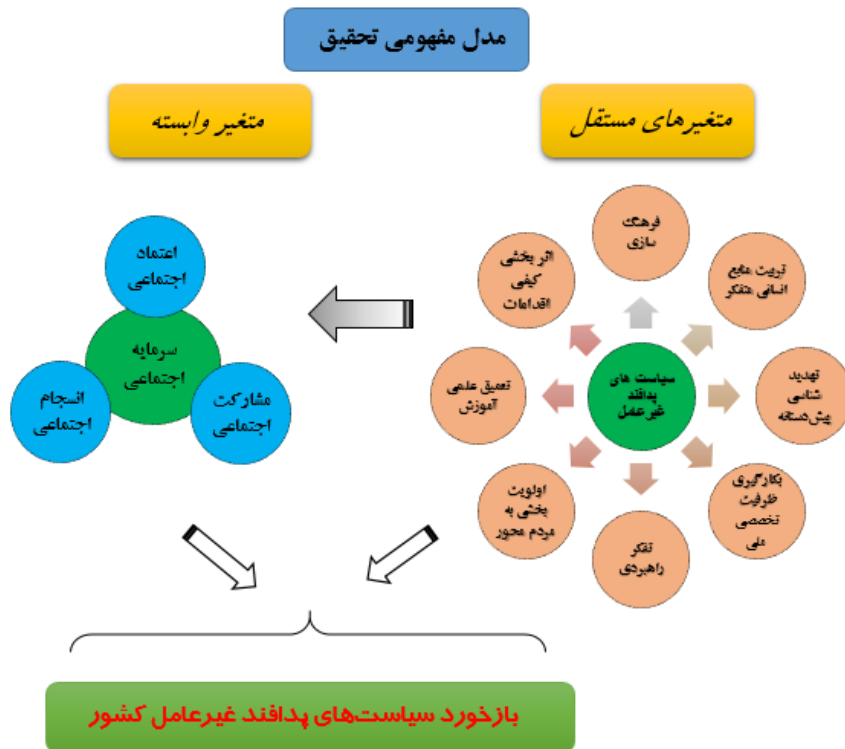 مدل مفهومی تحقیق
متغیرهای مستقل
متغیر وابسته
فرهنگ
سازی
تربیت منابع
انسانی متفکر
تهدید
شناسی
پیش‌دستانه
بکارگیری
ظرفیت
تخصصی
ملی
تفکر
راهبردی
اولویت
بخشی به
مردم محور
تعمیق علمی
آموزش
اثر بخشی
کیفی
اقدامات
سیاست های
پدافند
غیرعمل
اعتماد
اجتماعی
سرمایه
اجتماعی
مشارکت
اجتماعی
انسجام
اجتماعی
بازخورد سیاست‌های پدافند غیرعامل کشور